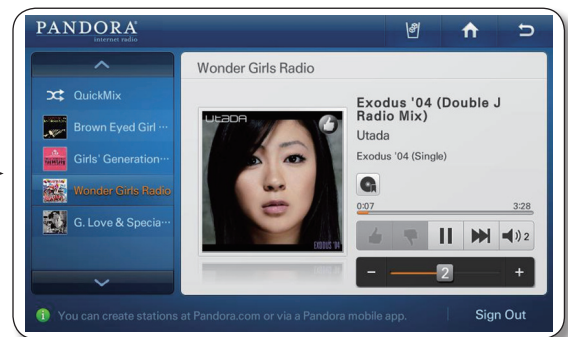 PANDORA®
internet radio
QuickMix
Brown Eyed Girl ···
Girls' Generation···
Wonder Girls Radio
G. Love & Specia···
Wonder Girls Radio
UtaDA
EXODUS '04
Exodus '04 (Double J
Radio Mix)
Utada
Exodus '04 (Single)
0:07 3:28
2
- 2 +
You can create stations at Pandora.com or via a Pandora mobile app.
Sign Out